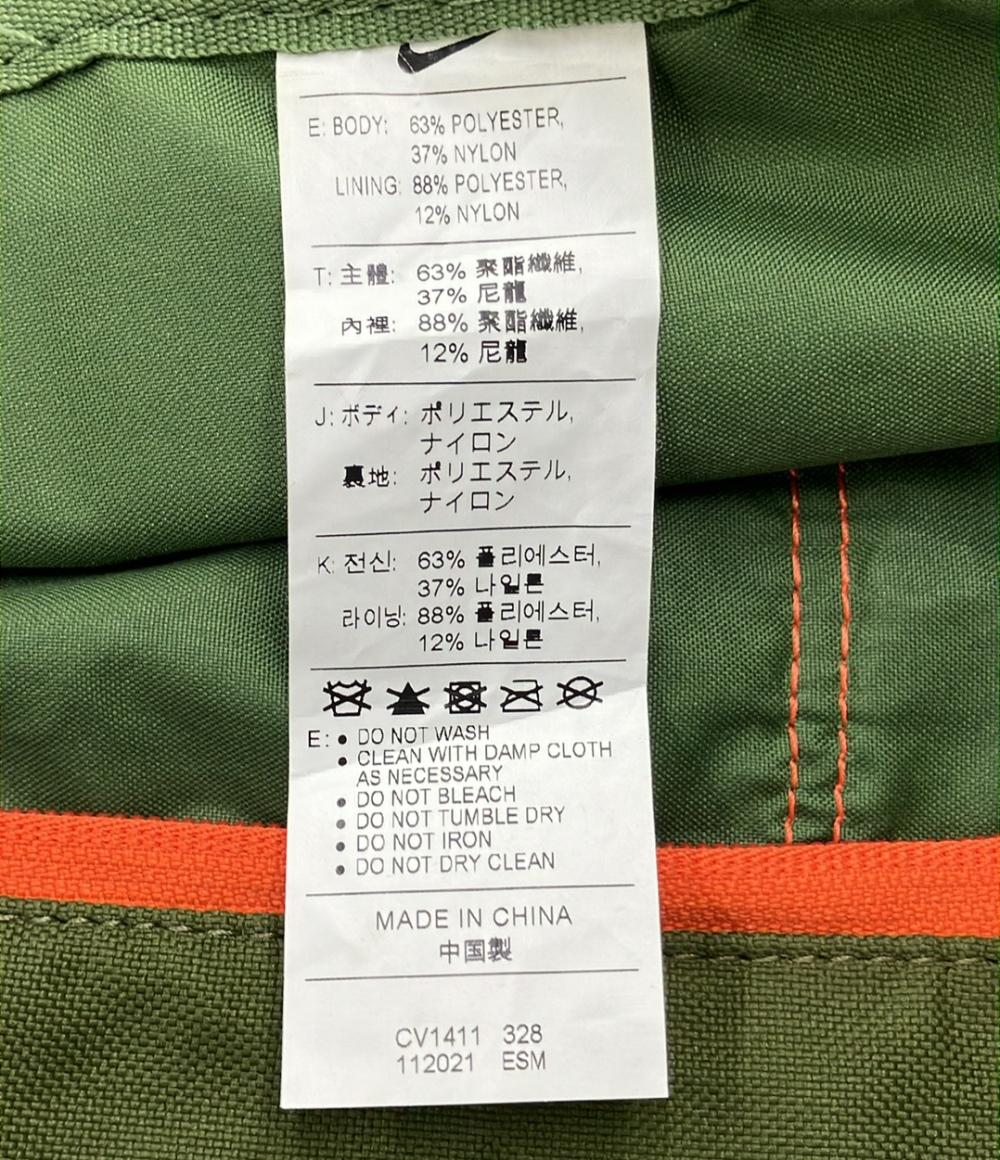 E: BODY: 63% POLYESTER,
37% NYLON
LINING: 88% POLYESTER,
12% NYLON
T: 主體: 63% 聚酯纖維,
37% 尼龍
內裡: 88% 聚酯纖維,
12% 尼龍
J: ボディ: ポリエステル,
ナイロン
裏地: ポリエステル,
ナイロン
K: 전신: 63% 폴리에스터,
37% 나일론
라이닝: 88% 폴리에스터,
12% 나일론
E: • DO NOT WASH
• CLEAN WITH DAMP CLOTH
AS NECESSARY
• DO NOT BLEACH
• DO NOT TUMBLE DRY
• DO NOT IRON
• DO NOT DRY CLEAN
MADE IN CHINA
中国製
CV1411 328
112021 ESM